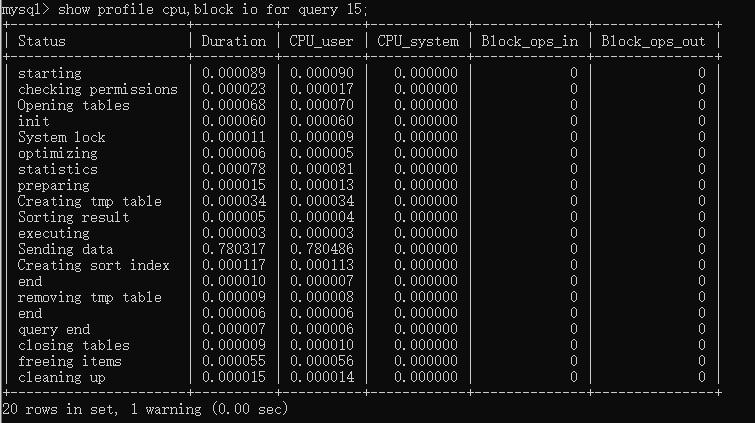 mysql> show profile cpu,block io for query 15;
+----------------------+----------+----------+------------+--------------+---------------+
| Status               | Duration | CPU_user | CPU_system | Block_ops_in | Block_ops_out |
+----------------------+----------+----------+------------+--------------+---------------+
| starting             | 0.000089 | 0.000090 | 0.000000 | 0 | 0 |
| checking permissions | 0.000023 | 0.000017 | 0.000000 | 0 | 0 |
| Opening tables       | 0.000068 | 0.000070 | 0.000000 | 0 | 0 |
| init                 | 0.000060 | 0.000060 | 0.000000 | 0 | 0 |
| System lock          | 0.000011 | 0.000009 | 0.000000 | 0 | 0 |
| optimizing           | 0.000006 | 0.000005 | 0.000000 | 0 | 0 |
| statistics           | 0.000078 | 0.000081 | 0.000000 | 0 | 0 |
| preparing            | 0.000015 | 0.000013 | 0.000000 | 0 | 0 |
| Creating tmp table   | 0.000034 | 0.000034 | 0.000000 | 0 | 0 |
| Sorting result       | 0.000005 | 0.000004 | 0.000000 | 0 | 0 |
| executing            | 0.000003 | 0.000003 | 0.000000 | 0 | 0 |
| Sending data         | 0.780317 | 0.780486 | 0.000000 | 0 | 0 |
| Creating sort index  | 0.000117 | 0.000113 | 0.000000 | 0 | 0 |
| end                  | 0.000010 | 0.000007 | 0.000000 | 0 | 0 |
| removing tmp table   | 0.000009 | 0.000008 | 0.000000 | 0 | 0 |
| end                  | 0.000006 | 0.000006 | 0.000000 | 0 | 0 |
| query end            | 0.000007 | 0.000006 | 0.000000 | 0 | 0 |
| closing tables       | 0.000009 | 0.000010 | 0.000000 | 0 | 0 |
| freeing items        | 0.000055 | 0.000056 | 0.000000 | 0 | 0 |
| cleaning up          | 0.000015 | 0.000014 | 0.000000 | 0 | 0 |
+----------------------+----------+----------+------------+--------------+---------------+
20 rows in set, 1 warning (0.00 sec)